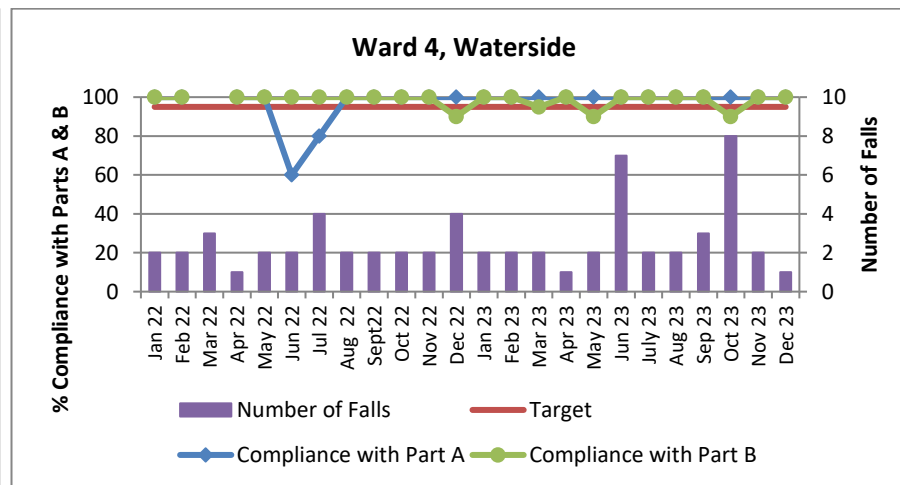 Ward 4, Waterside
% Compliance with Parts A & B
100
80
60
40
20
0
10
8
6
4
2
0
Number of Falls
Jan 22
Feb 22
Mar 22
Apr 22
May 22
Jun 22
Jul 22
Aug 22
Sept22
Oct 22
Nov 22
Dec 22
Jan 23
Feb 23
Mar 23
Apr 23
May 23
Jun 23
July 23
Aug 23
Sep 23
Oct 23
Nov 23
Dec 23
Number of Falls
Target
Compliance with Part A
Compliance with Part B